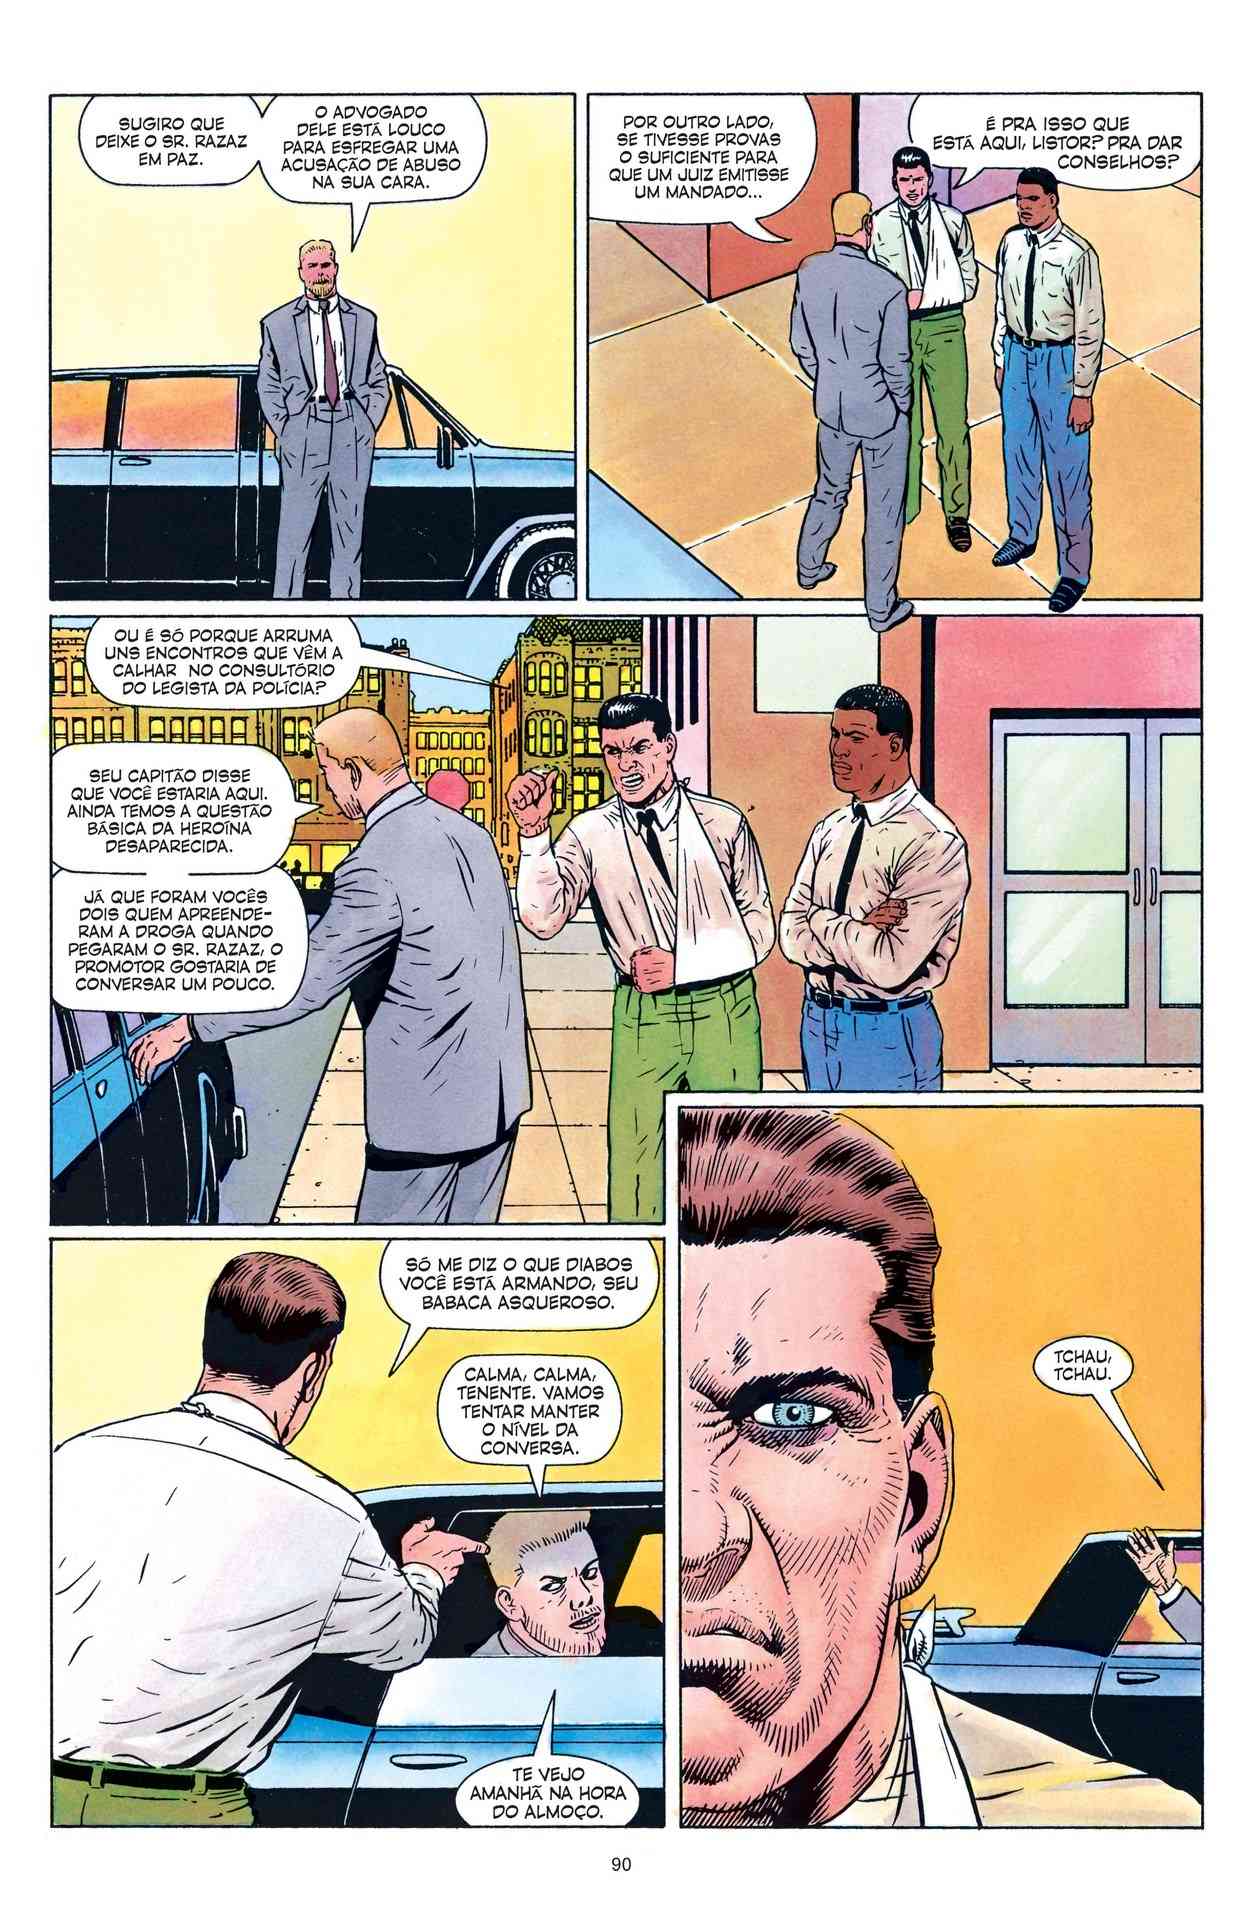 SUGIRO QUE
DEIXE O SR. RAZAZ
EM PAZ.
O ADVOGADO
DELE ESTÁ LOUCO
PARA ESFREGAR UMA
ACUSAÇÃO DE ABUSO
NA SUA CARA.
POR OUTRO LADO,
SE TIVESSE PROVAS
O SUFICIENTE PARA
QUE UM JUIZ EMITISSE
UM MANDADO...
É PRA ISSO QUE
ESTÁ AQUI, LISTOR? PRA DAR
CONSELHOS?
OU É SÓ PORQUE ARRUMA
UNS ENCONTROS QUE VÊM A
CALHAR NO CONSULTÓRIO
DO LEGISTA DA POLÍCIA?
SEU CAPITÃO DISSE
QUE VOCÊ ESTARIA AQUI.
AINDA TEMOS A QUESTÃO
BÁSICA DA HEROÍNA
DESAPARECIDA.
JÁ QUE FORAM VOCÊS
DOIS QUEM APREENDE-
RAM A DROGA QUANDO
PEGARAM O SR. RAZAZ, O
PROMOTOR GOSTARIA DE
CONVERSAR UM POUCO.
SÓ ME DIZ O QUE DIABOS
VOCÊ ESTÁ ARMANDO, SEU
BABACA ASQUEROSO.
CALMA, CALMA,
TENENTE. VAMOS
TENTAR MANTER
O NÍVEL DA
CONVERSA.
TE VEJO
AMANHÃ NA HORA
DO ALMOÇO.
TCHAU,
TCHAU.
90